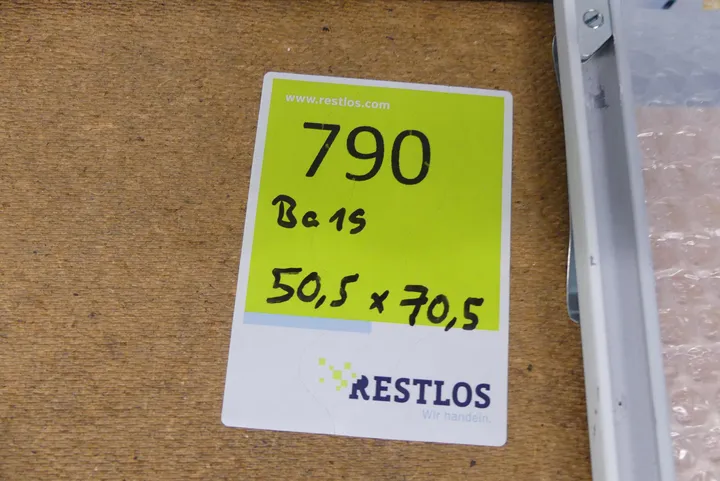 www.restlos.com
790
Ba 1s
50,5 x 70,5
RESTLOS
Wir handeln.